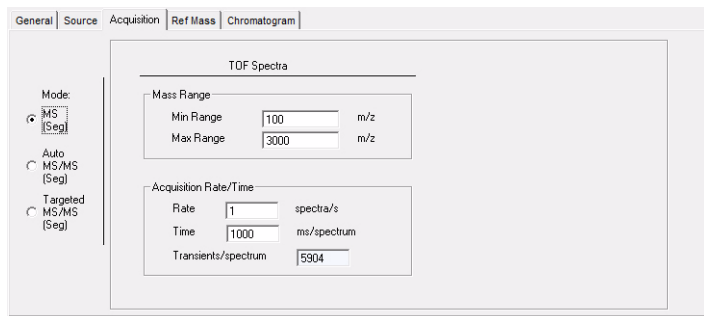 General Source Acquisition Ref Mass Chromatogram
TOF Spectra
Mode:
MS
(Seg)
Auto
MS/MS
(Seg)
Targeted
MS/MS
(Seg)
Mass Range
Min Range 100 m/z
Max Range 3000 m/z
Acquisition Rate/Time
Rate 1 spectra/s
Time 1000 ms/spectrum
Transients/spectrum 5904